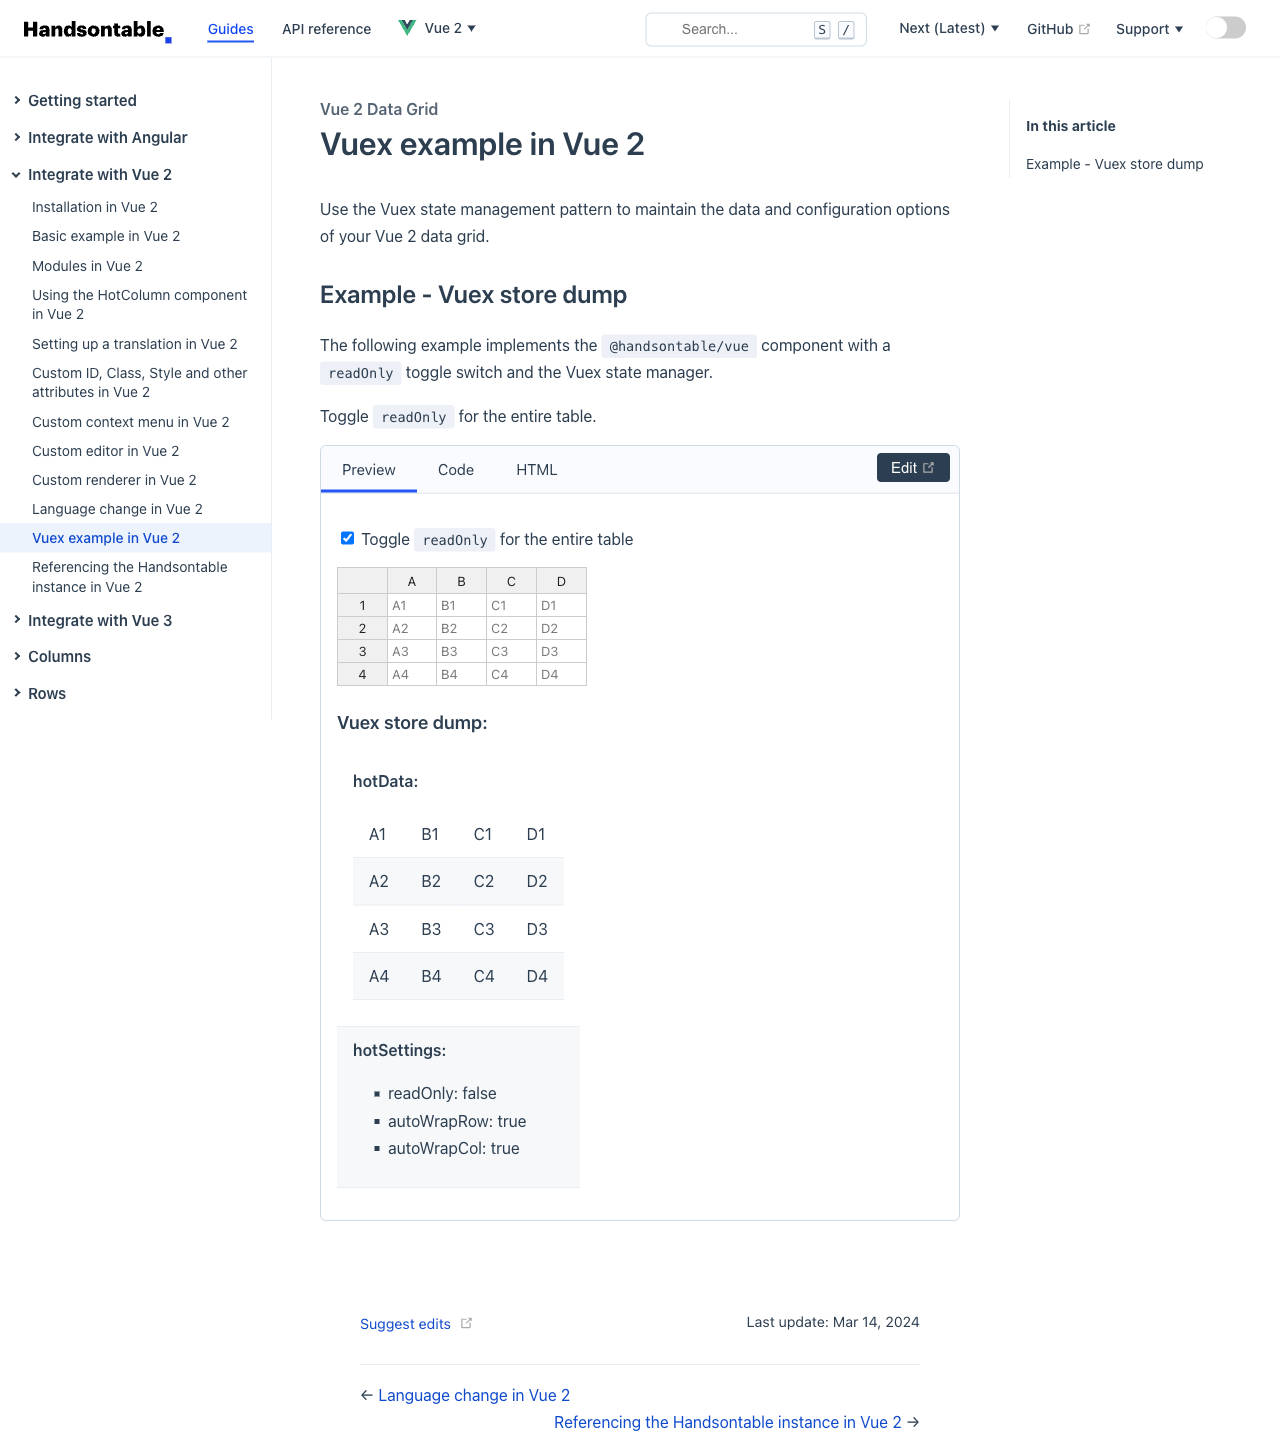 Handsontable
Guides
API reference
Vue 2
Search...
S
/
Next (Latest)
GitHub
Support
Getting started
Integrate with Angular
Integrate with Vue 2
Installation in Vue 2
Basic example in Vue 2
Modules in Vue 2
Using the HotColumn component
in Vue 2
Setting up a translation in Vue 2
Custom ID, Class, Style and other
attributes in Vue 2
Custom context menu in Vue 2
Custom editor in Vue 2
Custom renderer in Vue 2
Language change in Vue 2
Vuex example in Vue 2
Referencing the Handsontable
instance in Vue 2
Integrate with Vue 3
Columns
Rows
Vue 2 Data Grid
Vuex example in Vue 2
Use the Vuex state management pattern to maintain the data and configuration options
of your Vue 2 data grid.
Example - Vuex store dump
The following example implements the @handsontable/vue component with a
readOnly toggle switch and the Vuex state manager.
Toggle readOnly for the entire table.
Preview Code HTML Edit
Toggle readOnly for the entire table
A B C D
1 A1 B1 C1 D1
2 A2 B2 C2 D2
3 A3 B3 C3 D3
4 A4 B4 C4 D4
Vuex store dump:
hotData:
A1 B1 C1 D1
A2 B2 C2 D2
A3 B3 C3 D3
A4 B4 C4 D4
hotSettings:
readOnly: false
autoWrapRow: true
autoWrapCol: true
Suggest edits
Last update: Mar 14, 2024
← Language change in Vue 2
Referencing the Handsontable instance in Vue 2 →
In this article
Example - Vuex store dump